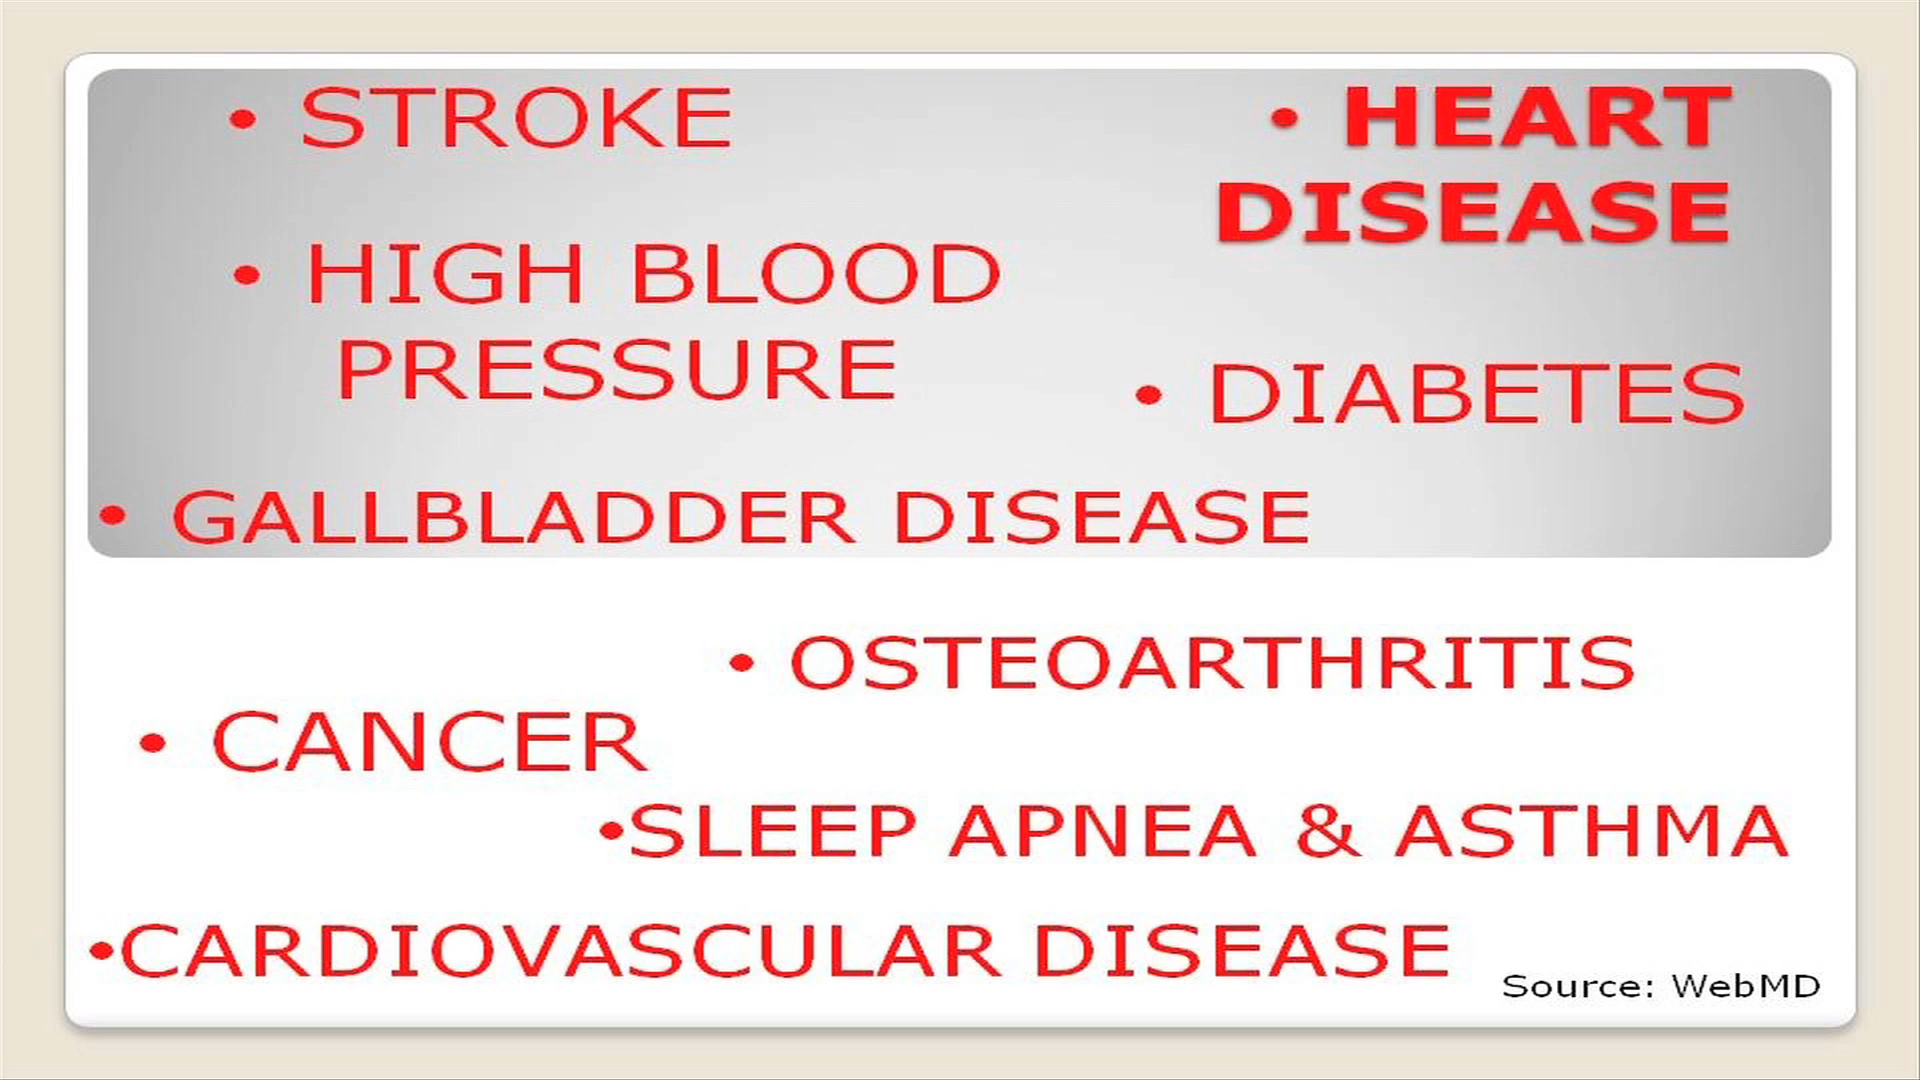 • STROKE
• HEART
DISEASE
• HIGH BLOOD
PRESSURE
• DIABETES
• GALLBLADDER DISEASE
• OSTEOARTHRITIS
• CANCER
•SLEEP APNEA & ASTHMA
•CARDIOVASCULAR DISEASE
Source: WebMD